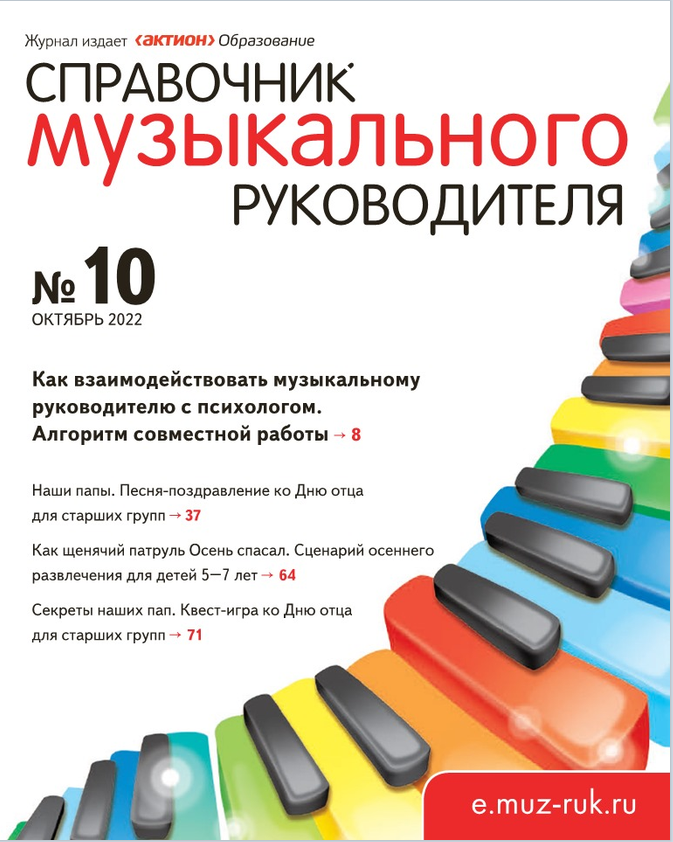 Журнал издает ‹актион› Образование
СПРАВОЧНИК
музыкального
РУКОВОДИТЕЛЯ
№ 10
ОКТЯБРЬ 2022
Как взаимодействовать музыкальному
руководителю с психологом.
Алгоритм совместной работы → 8
Наши папы. Песня-поздравление ко Дню отца
для старших групп → 37
Как щенячий патруль Осень спасал. Сценарий осеннего
развлечения для детей 5—7 лет → 64
Секреты наших пап. Квест-игра ко Дню отца
для старших групп → 71
e.muz-ruk.ru